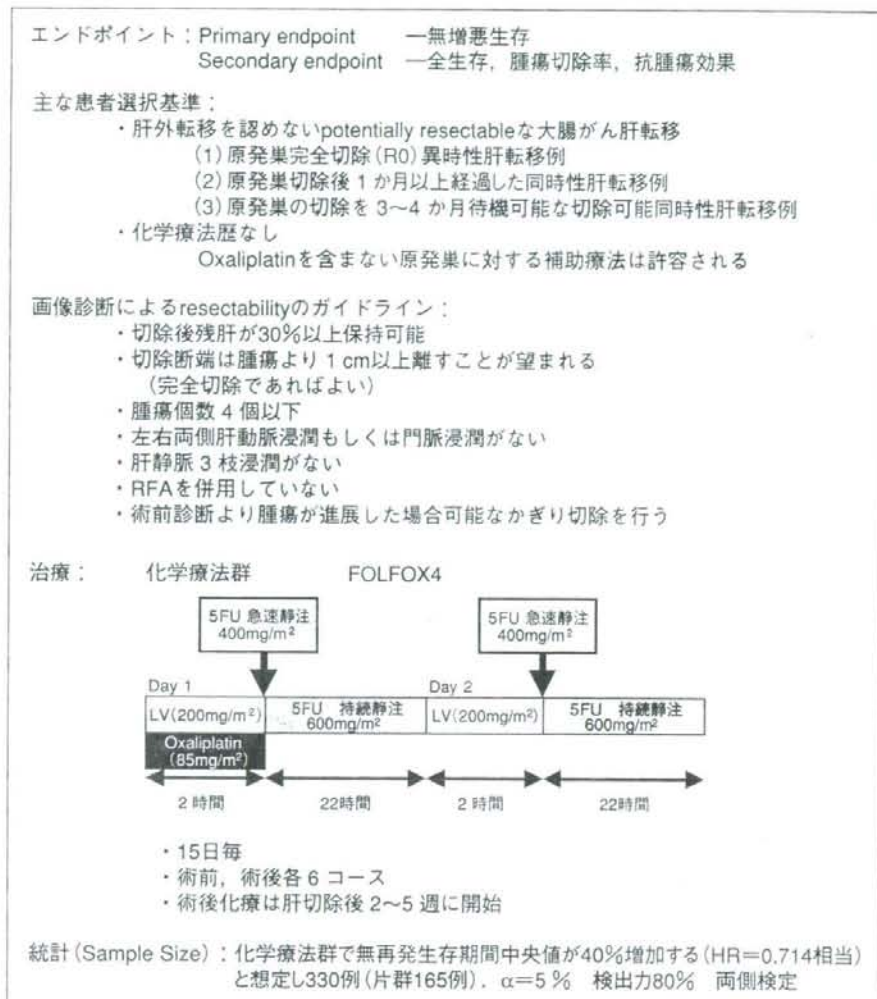 エンドポイント：Primary endpoint　―無増悪生存
Secondary endpoint　―全生存，腫瘍切除率，抗腫瘍効果
主な患者選択基準：
・肝外転移を認めないpotentially resectableな大腸がん肝転移
(1) 原発巣完全切除(R0)異時性肝転移例
(2) 原発巣切除後 1 か月以上経過した同時性肝転移例
(3) 原発巣の切除を 3〜4 か月待機可能な切除可能同時性肝転移例
・化学療法歴なし
Oxaliplatinを含まない原発巣に対する補助療法は許容される
画像診断によるresectabilityのガイドライン：
・切除後残肝が30％以上保持可能
・切除断端は腫瘍より 1 cm以上離すことが望まれる
（完全切除であればよい）
・腫瘍個数 4 個以下
・左右両側肝動脈浸潤もしくは門脈浸潤がない
・肝静脈 3 枝浸潤がない
・RFAを併用していない
・術前診断より腫瘍が進展した場合可能なかぎり切除を行う
治療：　化学療法群　FOLFOX4
5FU 急速静注
400mg/m²
5FU 急速静注
400mg/m²
Day 1
Day 2
LV(200mg/m²)
5FU　持続静注
600mg/m²
LV(200mg/m²)
5FU　持続静注
600mg/m²
Oxaliplatin
(85mg/m²)
2 時間
22時間
2 時間
22時間
・15日毎
・術前，術後各 6 コース
・術後化療は肝切除後 2〜5 週に開始
統計(Sample Size)：化学療法群で無再発生存期間中央値が40％増加する(HR=0.714相当)
と想定し330例(片群165例)．α=5 %　検出力80%　両側検定